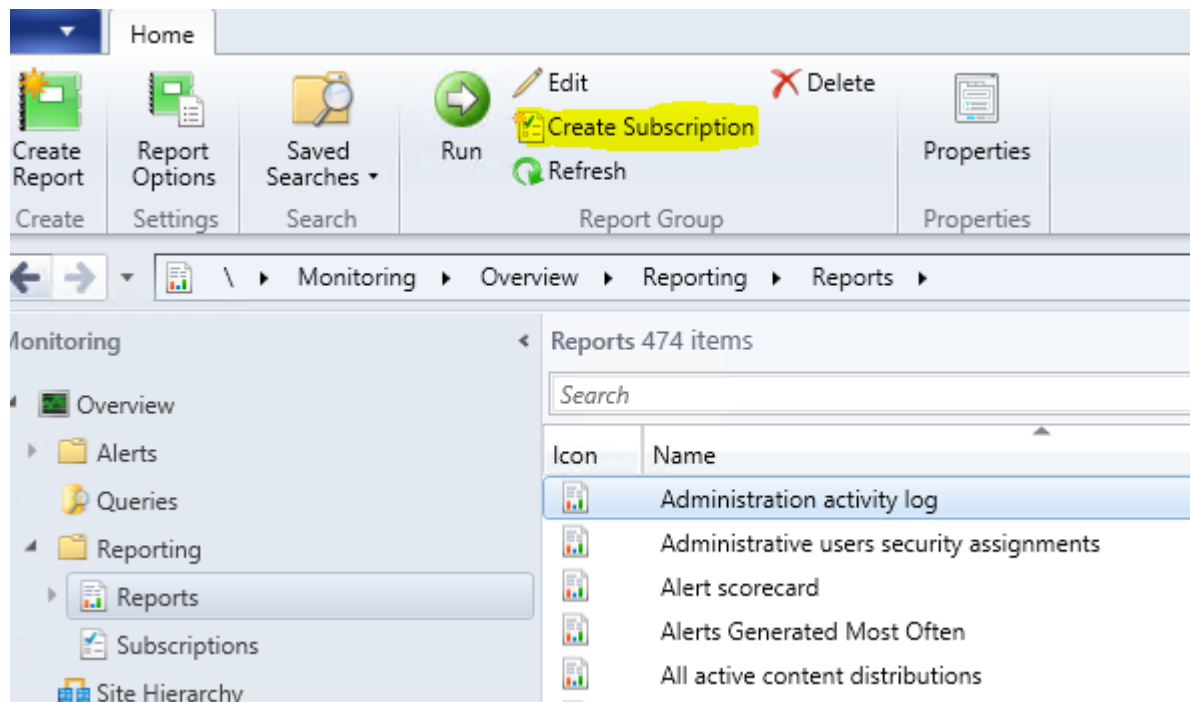 Home
Create Report
Report Options
Saved Searches
Run
Edit
Create Subscription
Refresh
Delete
Properties
Create
Settings
Search
Report Group
Properties
\ Monitoring Overview Reporting Reports
Monitoring
Reports 474 items
Overview
Search
Alerts
Icon Name
Queries
Administration activity log
Reporting
Administrative users security assignments
Reports
Alert scorecard
Subscriptions
Alerts Generated Most Often
Site Hierarchy
All active content distributions